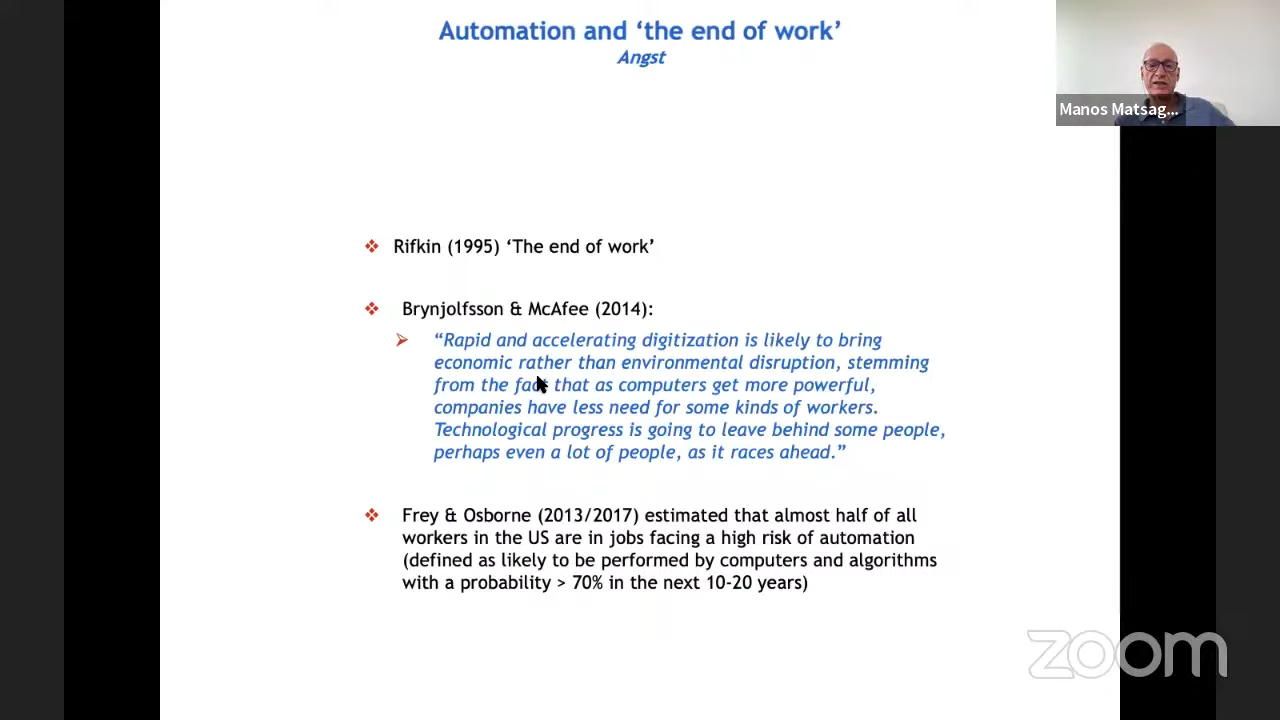 Automation and ‘the end of work’
Angst
Manos Matsag...
❖ Rifkin (1995) ‘The end of work’
❖ Brynjolfsson & McAfee (2014):
➢ “Rapid and accelerating digitization is likely to bring
economic rather than environmental disruption, stemming
from the fact that as computers get more powerful,
companies have less need for some kinds of workers.
Technological progress is going to leave behind some people,
perhaps even a lot of people, as it races ahead.”
❖ Frey & Osborne (2013/2017) estimated that almost half of all
workers in the US are in jobs facing a high risk of automation
(defined as likely to be performed by computers and algorithms
with a probability > 70% in the next 10-20 years)
zoom